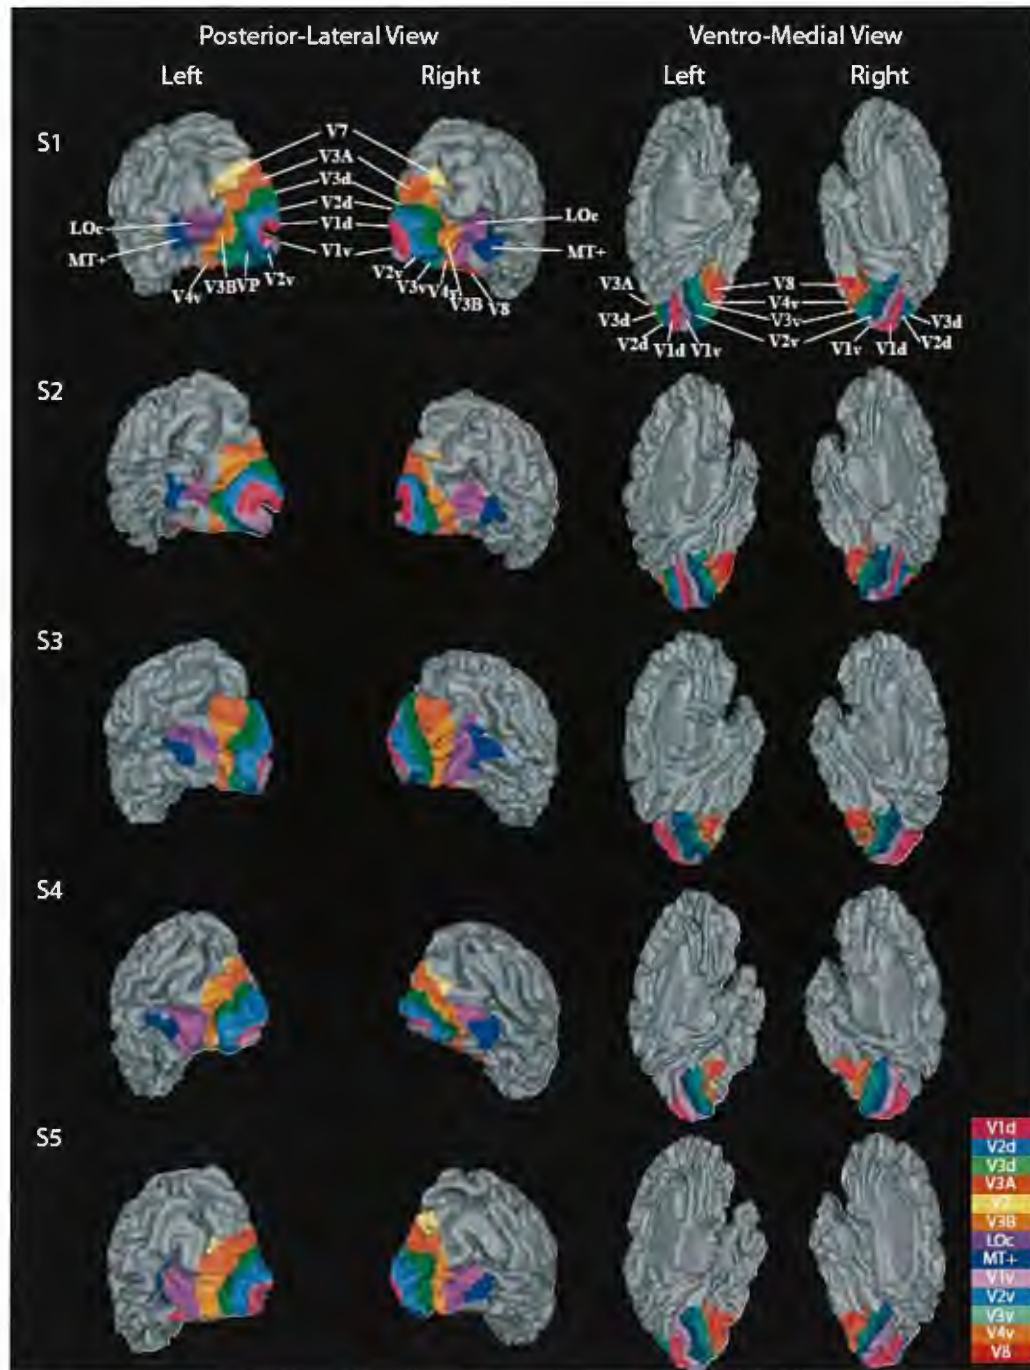 Posterior-Lateral View
Ventro-Medial View
Left
Right
Left
Right
S1
V7
V3A
V3d
V2d
V1d
V1v
LOc
MT+
V4v
V3B
VP
V2v
LOc
MT+
V2v
V3v
V3B
V8
V3A
V3d
V2d
V1d
V1v
V8
V4v
V3v
V2v
V3d
V2d
V1v
V1d
S2
S3
S4
S5
V1d
V2d
V3d
V3A
V7
V3B
LOc
MT+
V1v
V2v
V3v
V4v
V8